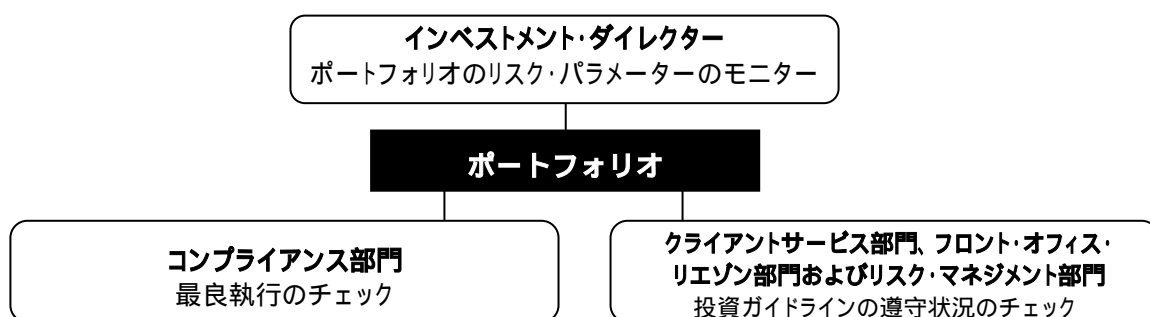 インベストメント・ダイレクター
ポートフォリオのリスク・パラメーターのモニター
ポートフォリオ
コンプライアンス部門
最良執行のチェック
クライアントサービス部門、フロント・オフィス・
リエゾン部門およびリスク・マネジメント部門
投資ガイドラインの遵守状況のチェック